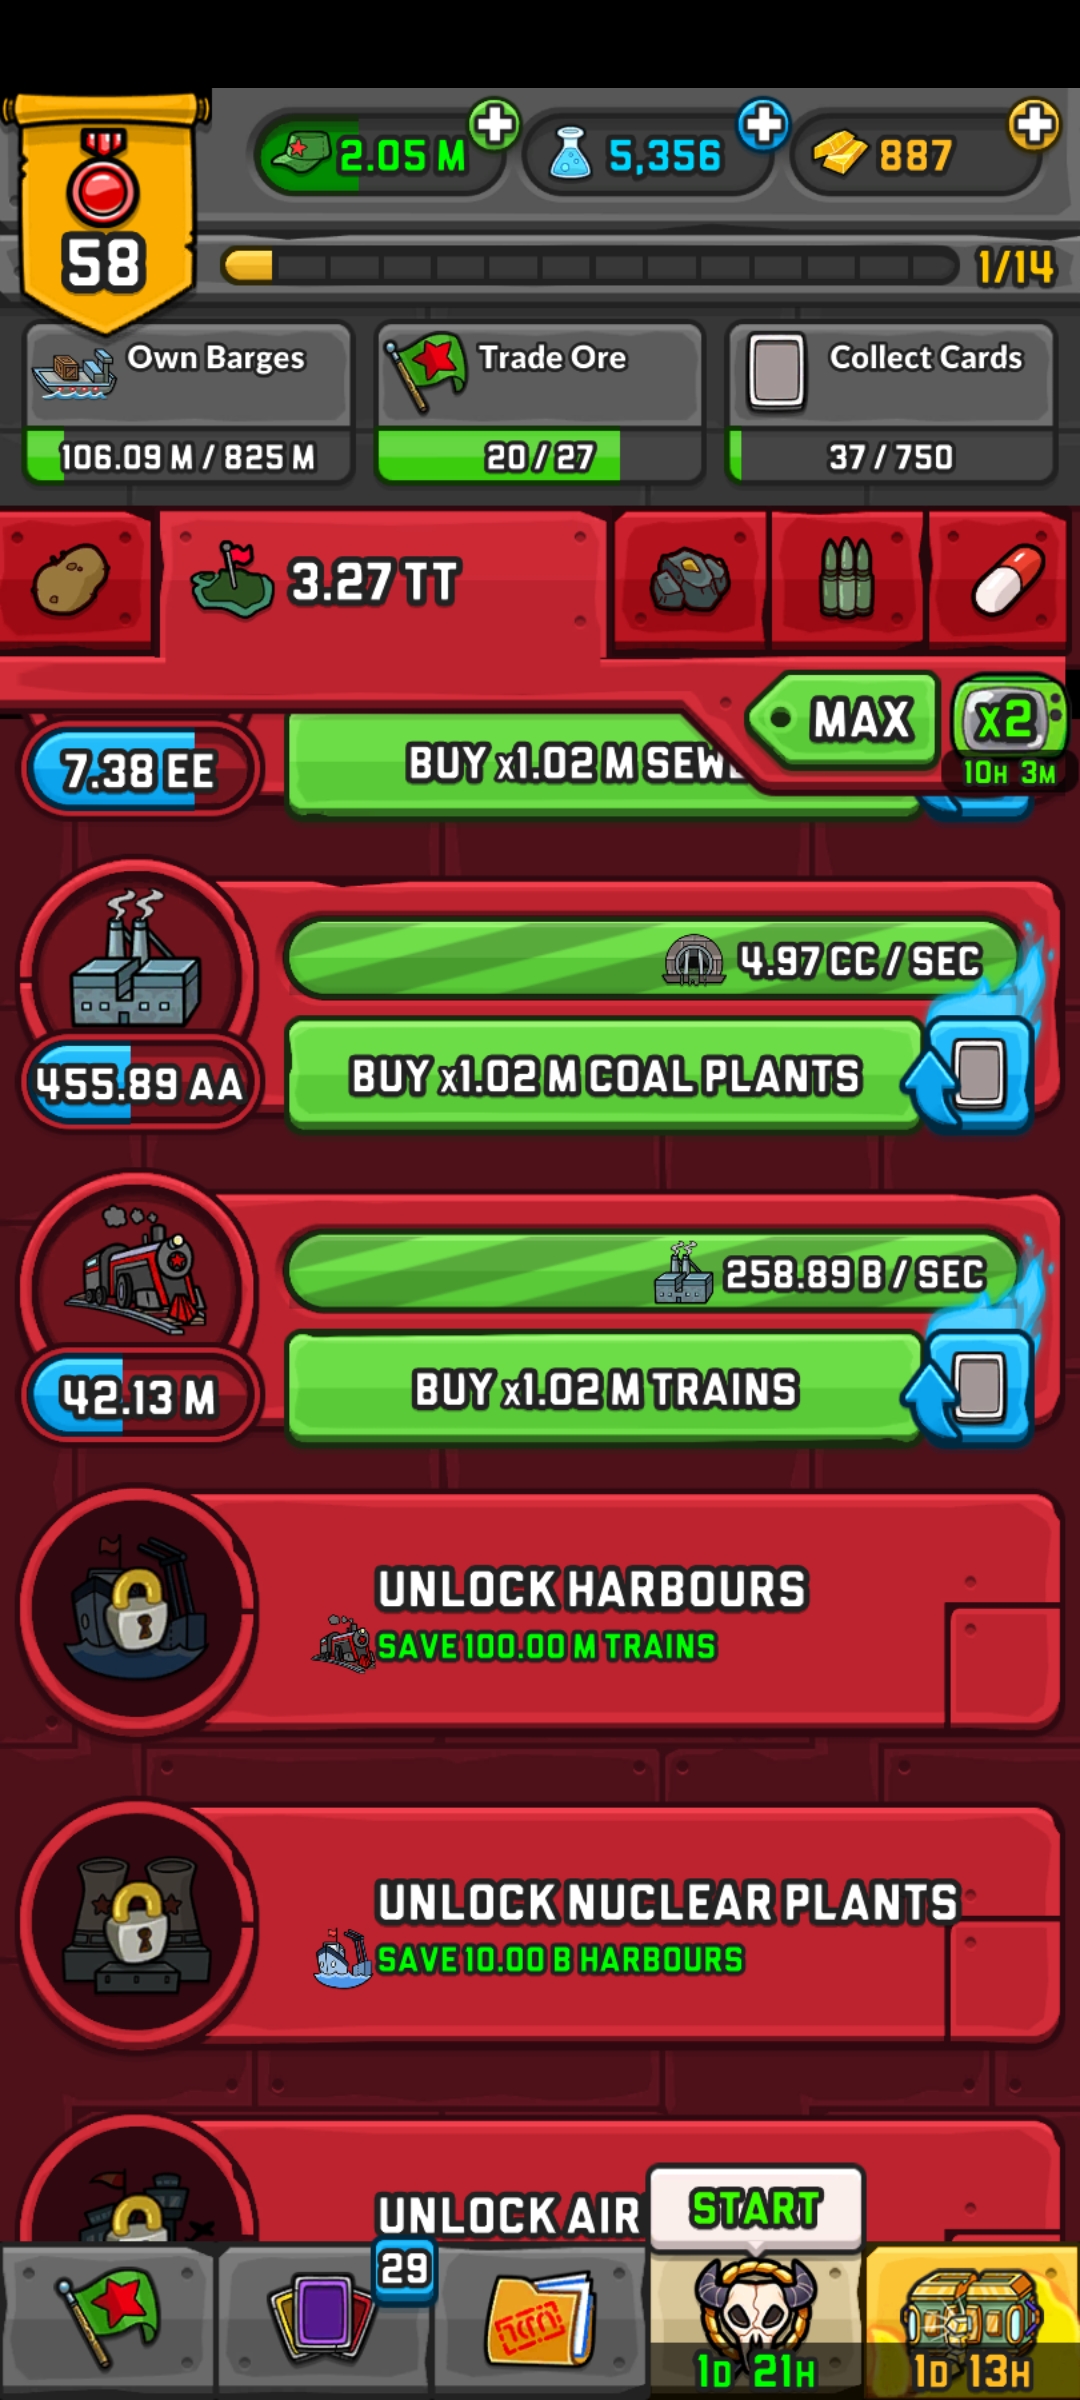 2.05 M
5,356
887
58
1/14
Own Barges
Trade Ore
Collect Cards
106.09 M / 825 M
20 / 27
37 / 750
3.27 TT
MAX
x2
10H 3M
7.38 EE
BUY x1.02 M
4.97 CC / SEC
455.89 AA
BUY x1.02 M COAL PLANTS
258.89 B / SEC
42.13 M
BUY x1.02 M TRAINS
UNLOCK HARBOURS
SAVE 100.00 M TRAINS
UNLOCK NUCLEAR PLANTS
SAVE 10.00 B HARBOURS
UNLOCK AIR
START
29
1D 21H
1D 13H